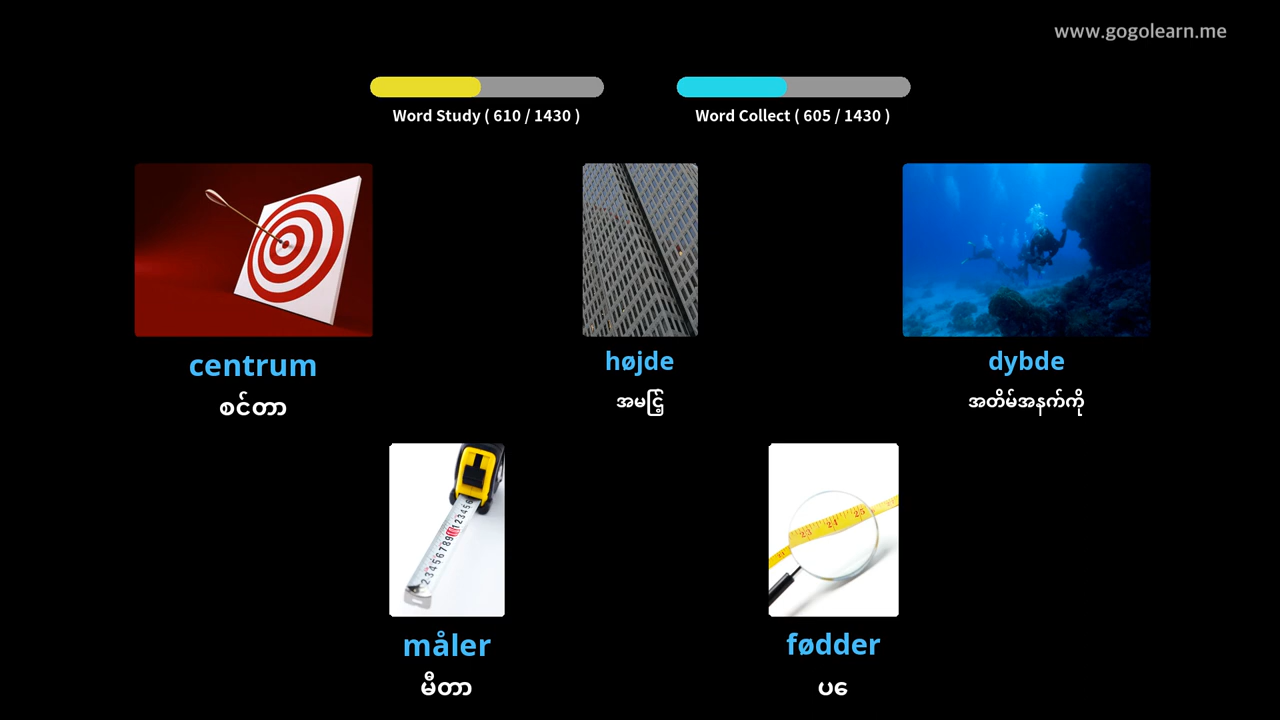 www.gogolearn.me
Word Study ( 610 / 1430 )
Word Collect ( 605 / 1430 )
centrum
စင်တာ
højde
အမြင့်
dybde
အတိမ်အနက်ကို
måler
မီတာ
fødder
ပေ